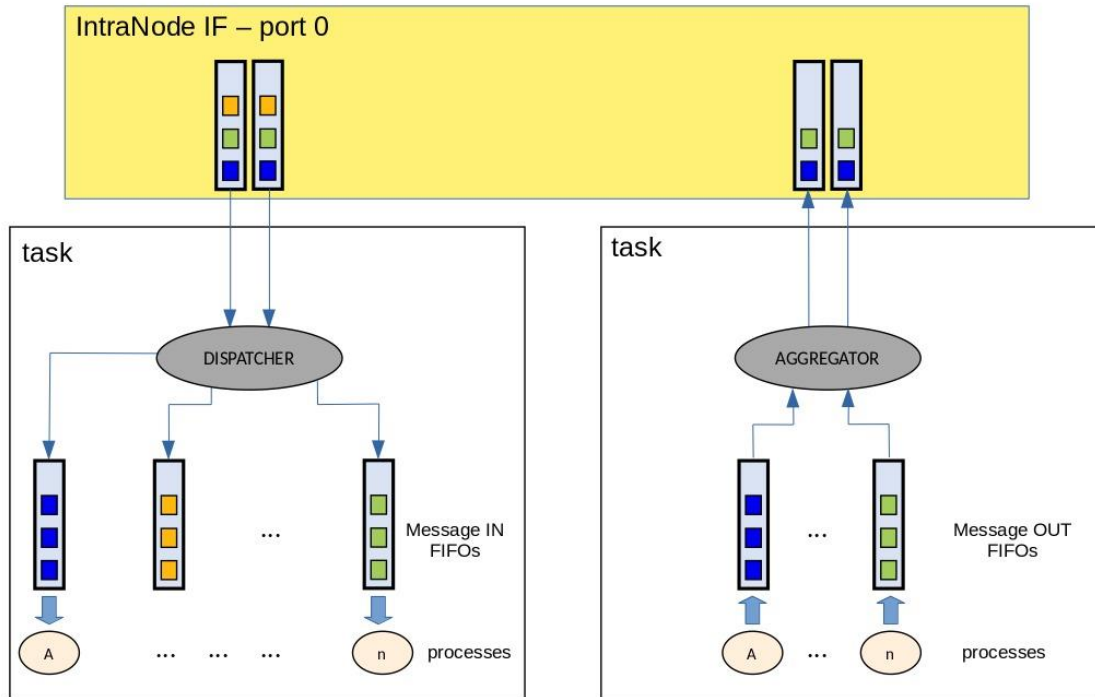 IntraNode IF – port 0
task
DISPATCHER
...
Message IN
FIFOs
A
... ... ...
n
processes
task
AGGREGATOR
...
Message OUT
FIFOs
A
...
n
processes